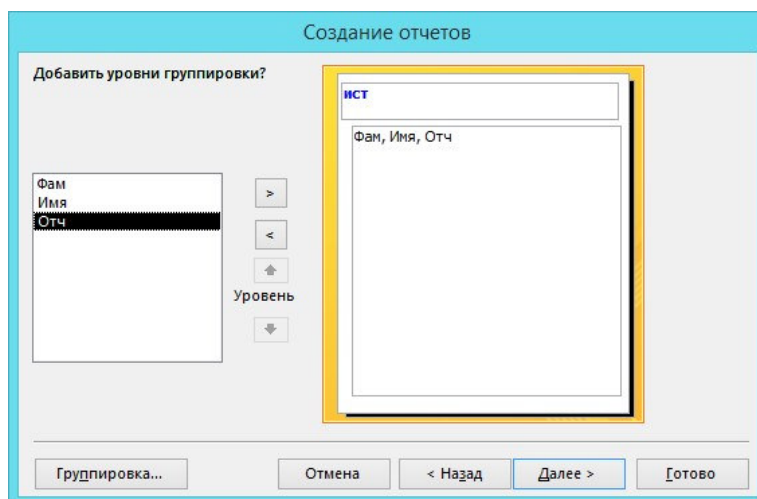 Создание отчетов
Добавить уровни группировки?
ист
Фам, Имя, Отч
Фам
Имя
Отч
>
<
Уровень
Группировка...
Отмена
< Назад
Далее >
Готово